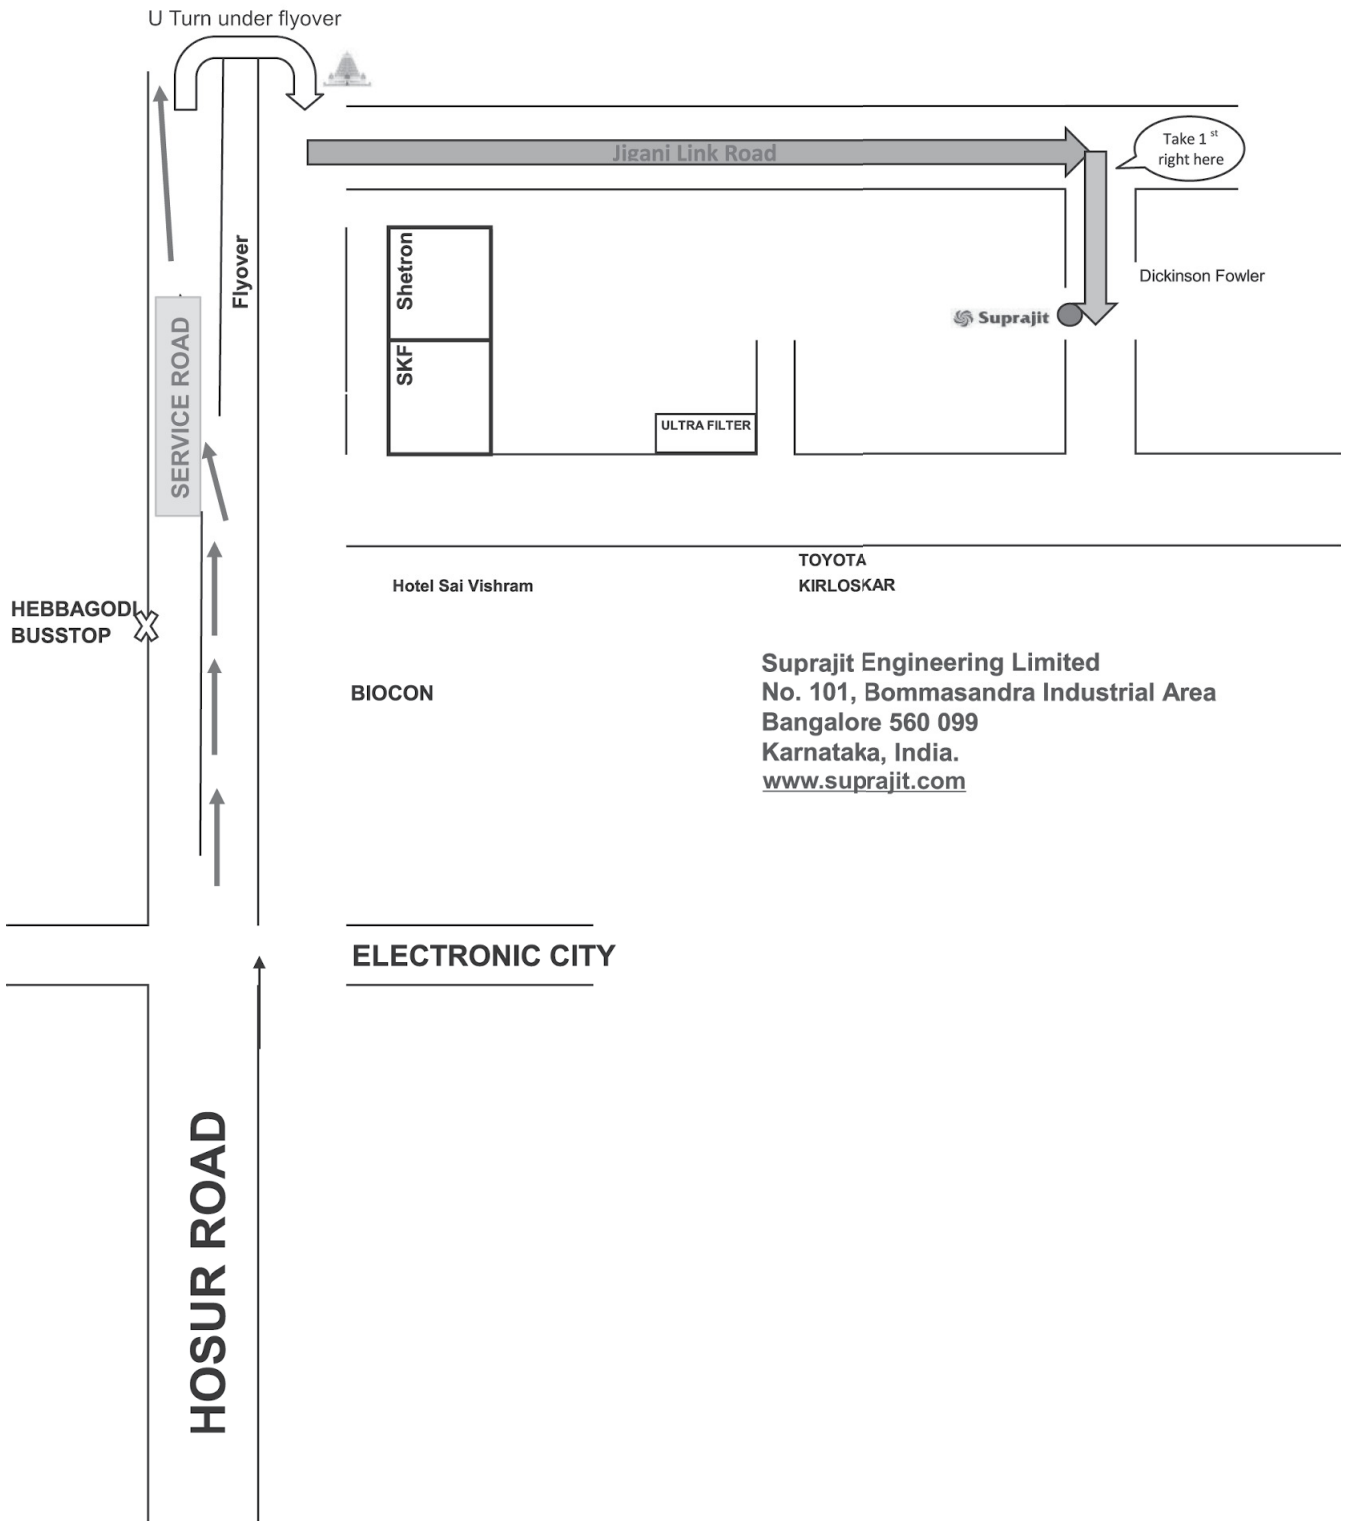 U Turn under flyover
Jigani Link Road
Take 1 st
right here
Flyover
Shetron
SKF
Dickinson Fowler
Suprajit
SERVICE ROAD
ULTRA FILTER
TOYOTA
KIRLOSKAR
Hotel Sai Vishram
HEBBAGODI
BUSSTOP
BIOCON
Suprajit Engineering Limited
No. 101, Bommasandra Industrial Area
Bangalore 560 099
Karnataka, India.
www.suprajit.com
ELECTRONIC CITY
HOSUR ROAD